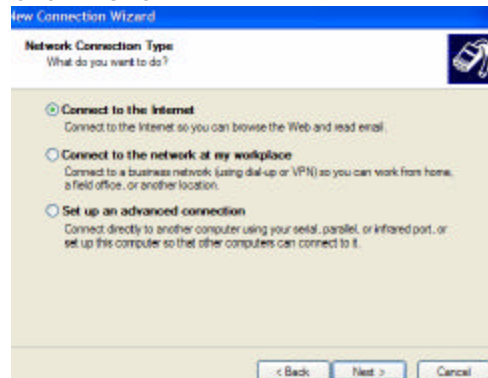 New Connection Wizard
Network Connection Type
What do you want to do?
Connect to the Internet
Connect to the Internet so you can browse the Web and read email.
Connect to the network at my workplace
Connect to a business network (using dial-up or VPN) so you can work from home,
a field office, or another location.
Set up an advanced connection
Connect directly to another computer using your serial, parallel, or infrared port, or
set up this computer so that other computers can connect to it.
< Back
Next >
Cancel